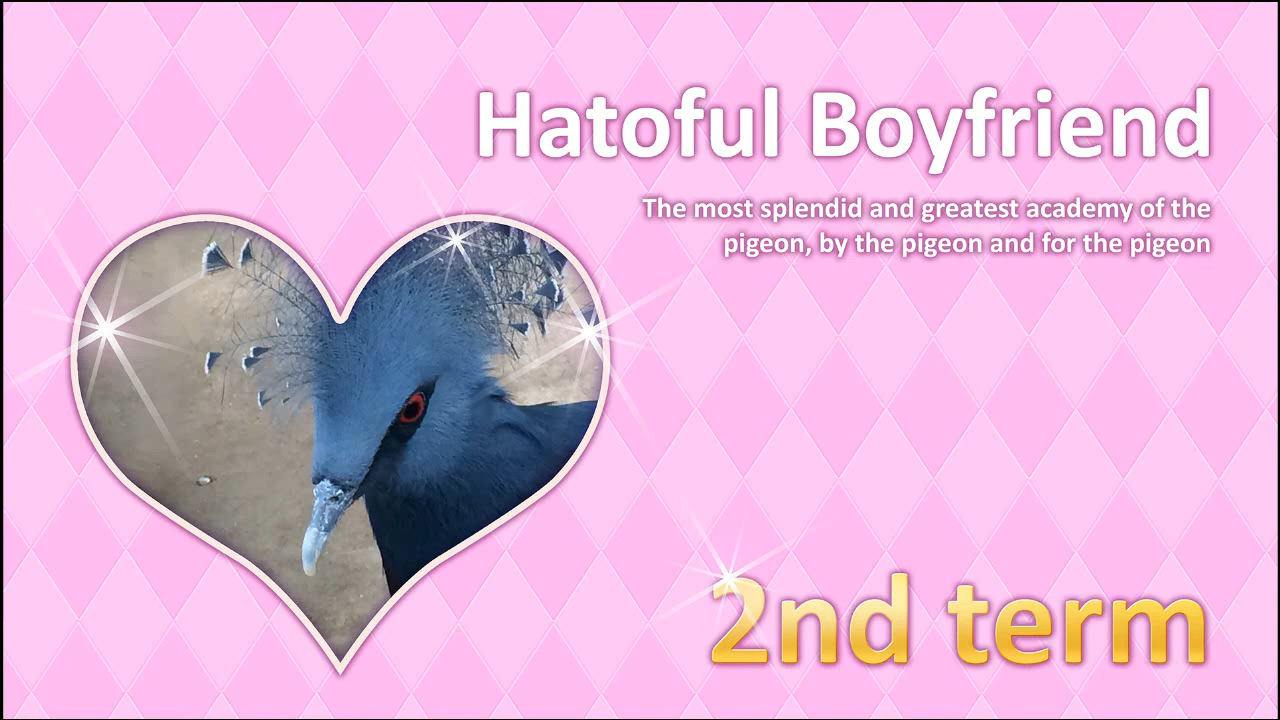 Hatoful Boyfriend
The most splendid and greatest academy of the
pigeon, by the pigeon and for the pigeon
2nd term